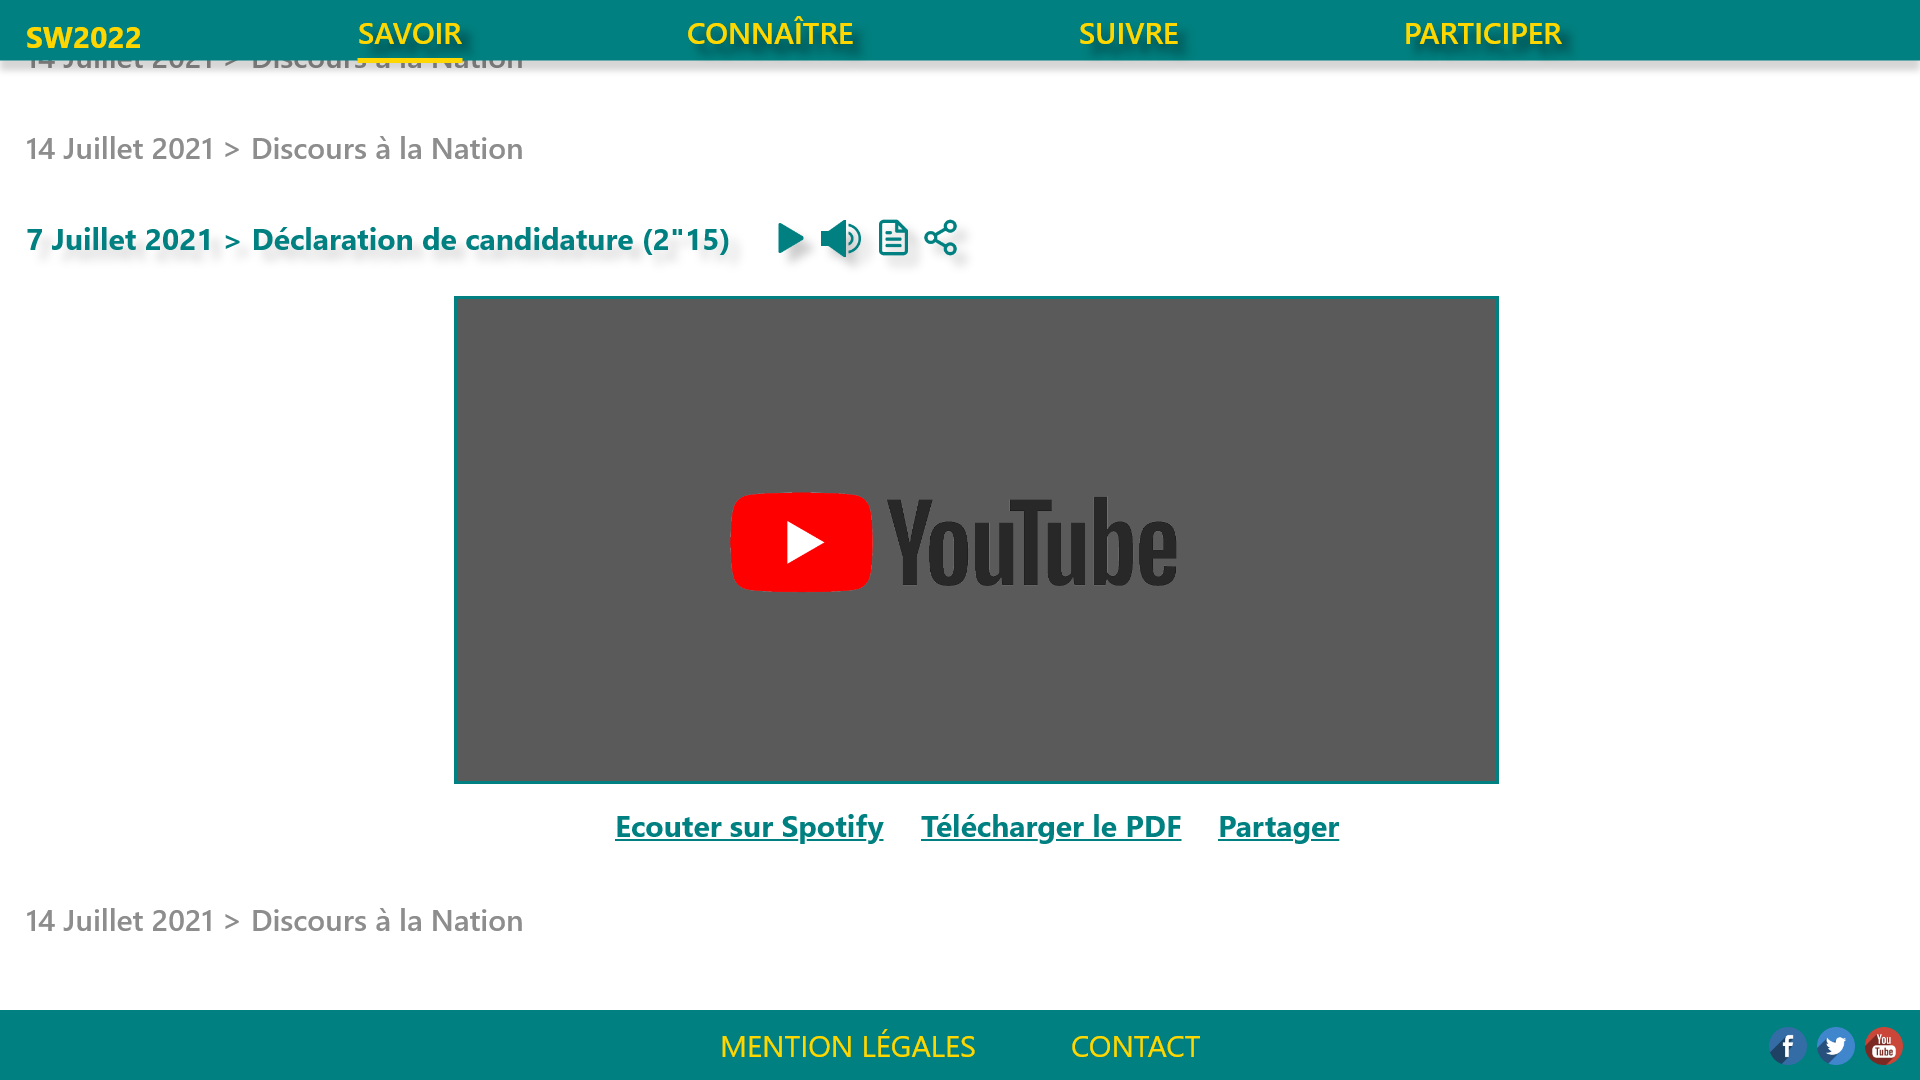 SW2022 SAVOIR CONNAÎTRE SUIVRE PARTICIPER
14 Juillet 2021 > Discours à la Nation
14 Juillet 2021 > Discours à la Nation
7 Juillet 2021 > Déclaration de candidature (2"15)
YouTube
Ecouter sur Spotify Télécharger le PDF Partager
14 Juillet 2021 > Discours à la Nation
MENTION LÉGALES CONTACT
f
You
Tube